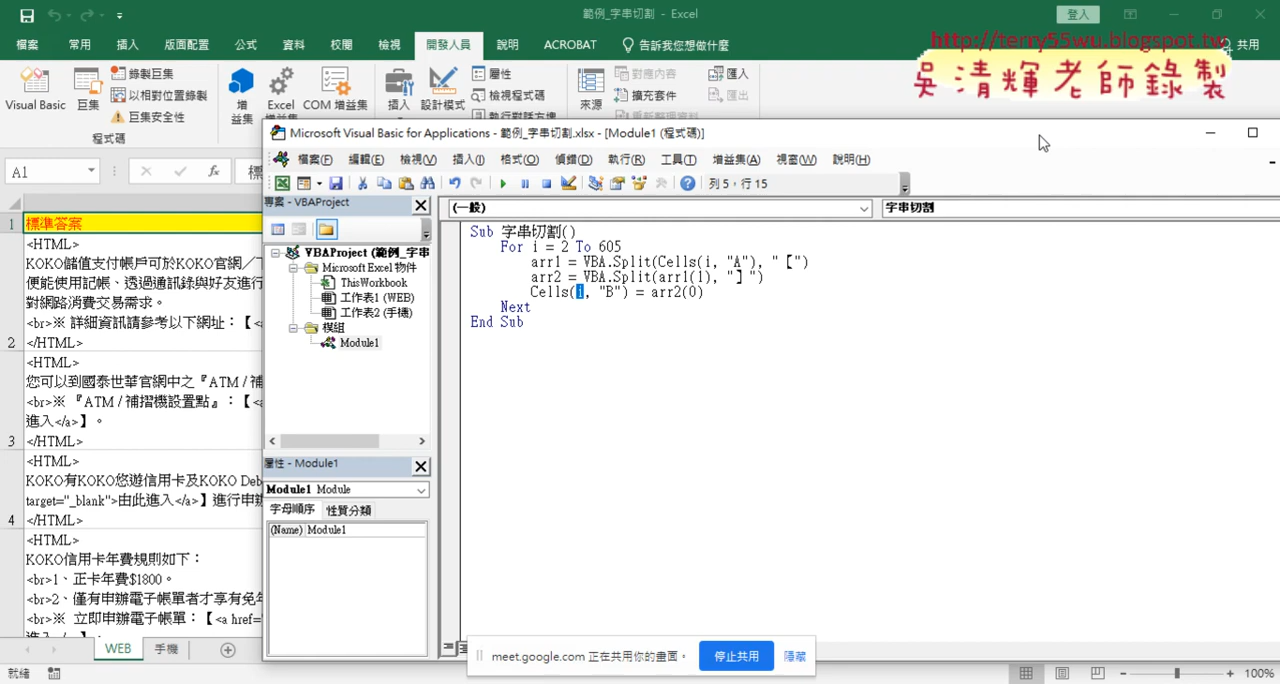 範例_字串切割 - Excel
登入
檔案 常用 插入 版面配置 公式 資料 校閱 檢視 開發人員 說明 ACROBAT 告訴我您想做什麼 共用
http://terry55wu.blogspot.tw
吳清輝老師錄製
Visual Basic 巨集 錄製巨集 以相對位置錄製 巨集安全性 增益集 Excel COM 增益集 插入 設計模式 屬性 檢視程式碼 來源 對應內容 擴充套件 匯入 匯出
程式碼
Microsoft Visual Basic for Applications - 範例_字串切割.xlsx - [Module1 (程式碼)]
檔案(F) 編輯(E) 檢視(V) 插入(I) 格式(O) 偵錯(D) 執行(R) 工具(T) 增益集(A) 視窗(W) 說明(H)
列 5，行 15
A1
專案 - VBAProject
(一般) 字串切割
VBAProject (範例_字串
Microsoft Excel 物件
ThisWorkbook
工作表1 (WEB)
工作表2 (手機)
模組
Module1
屬性 - Module1
Module1 Module
字母順序 性質分類
(Name) Module1
Sub 字串切割()
For i = 2 To 605
arr1 = VBA.Split(Cells(i, "A"), "【")
arr2 = VBA.Split(arr1(1), "】")
Cells(i, "B") = arr2(0)
Next
End Sub
1 標準答案
<HTML>
KOKO儲值支付帳戶可於KOKO官網／
便能使用記帳、透過通訊錄與好友進行
對網路消費交易需求。
<br>※ 詳細資訊請參考以下網址：【<
2 </HTML>
<HTML>
您可以到國泰世華官網中之『ATM / 補
<br>※ 『ATM / 補摺機設置點』：【<
進入</a>】。
3 </HTML>
<HTML>
KOKO有KOKO您遊信用卡及KOKO Deb
target="_blank">由此進入</a>】進行申辦
4 </HTML>
<HTML>
KOKO信用卡年費規則如下：
<br>1、正卡年費$1800。
<br>2、僅有申辦電子帳單者才享有免年
<br>※ 立即申辦電子帳單：【<a href="
WEB 手機
meet.google.com 正在共用你的畫面。 停止共用 隱藏
就緒
100%